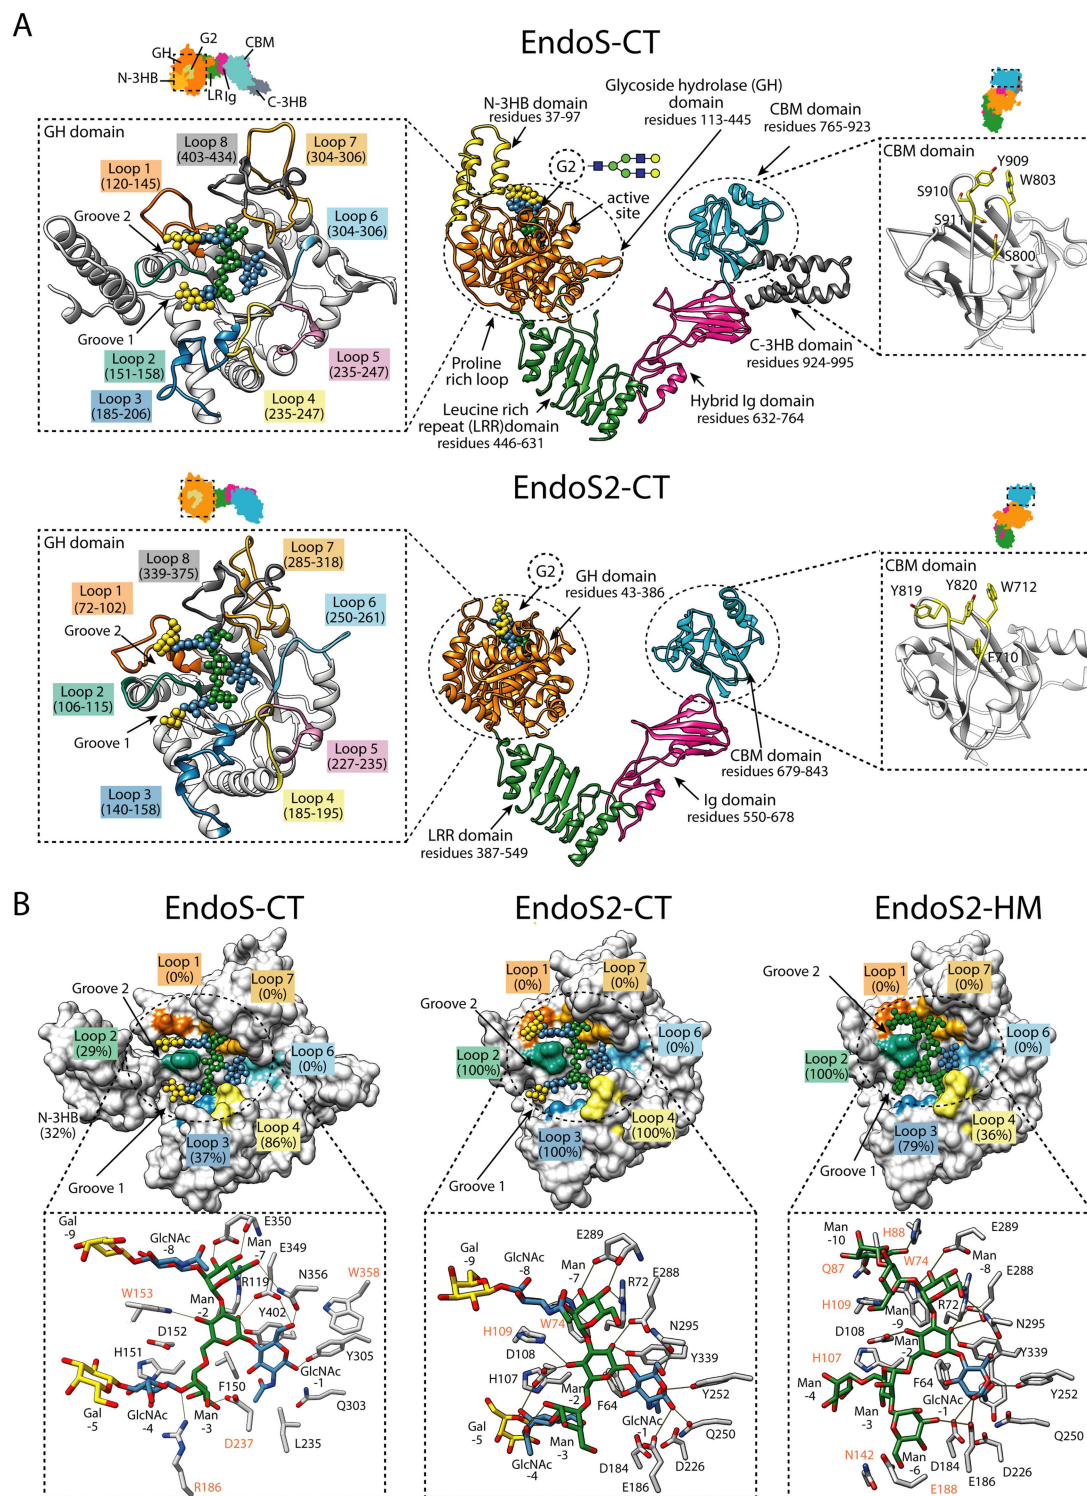 A
EndoS-CT
GH
G2
CBM
N-3HB
LR
Ig
C-3HB
GH domain
Loop 8
(403-434)
Loop 7
(304-306)
Loop 1
(120-145)
Groove 2
Loop 6
(304-306)
Groove 1
Loop 2
(151-158)
Loop 5
(235-247)
Loop 3
(185-206)
Loop 4
(235-247)
N-3HB domain
residues 37-97
Glycoside hydrolase (GH)
domain
residues 113-445
CBM domain
residues 765-923
G2
active
site
Proline
rich loop
Leucine rich
repeat (LRR)domain
residues 446-631
C-3HB domain
residues 924-995
Hybrid Ig domain
residues 632-764
CBM domain
Y909
S910
W803
S911
S800
EndoS2-CT
GH domain
Loop 8
(339-375)
Loop 7
(285-318)
Loop 1
(72-102)
Groove 2
Loop 6
(250-261)
Loop 2
(106-115)
Groove 1
Loop 5
(227-235)
Loop 3
(140-158)
Loop 4
(185-195)
G2
GH domain
residues 43-386
CBM domain
residues 679-843
Ig domain
residues 550-678
LRR domain
residues 387-549
CBM domain
Y819
Y820
W712
F710
B
EndoS-CT
Loop 1
(0%)
Loop 7
(0%)
Groove 2
Loop 2
(29%)
Loop 6
(0%)
N-3HB
(32%)
Loop 4
(86%)
Loop 3
(37%)
Groove 1
Gal
-9
GlcNAc
-8
E350
Man
-7
E349
R119
N356
W358
W153
Man
-2
Y402
D152
H151
Y305
F150
GlcNAc
-1
Gal
-5
GlcNAc
-4
Man
-3
Q303
D237
L235
R186
EndoS2-CT
Loop 1
(0%)
Loop 7
(0%)
Groove 2
Loop 6
(0%)
Loop 2
(100%)
Loop 4
(100%)
Loop 3
(100%)
Groove 1
E289
Gal
-9
GlcNAc
-8
Man
-7
R72
E288
W74
H109
N295
D108
Y339
H107
Man
-2
F64
Y252
GlcNAc
-1
Q250
Gal
-5
GlcNAc
-4
Man
-3
D184
D226
E186
EndoS2-HM
Groove 2
Loop 1
(0%)
Loop 7
(0%)
Loop 6
(0%)
Loop 2
(100%)
Loop 4
(36%)
Loop 3
(79%)
Groove 1
Man
-10
H88
E289
Man
-8
Q87
W74
E288
R72
H109
Man
-9
N295
D108
Man
-2
Y339
H107
F64
Y252
Man
-4
GlcNAc
-1
Man
-3
Q250
Man
-6
D184
D226
N142
E186
E188